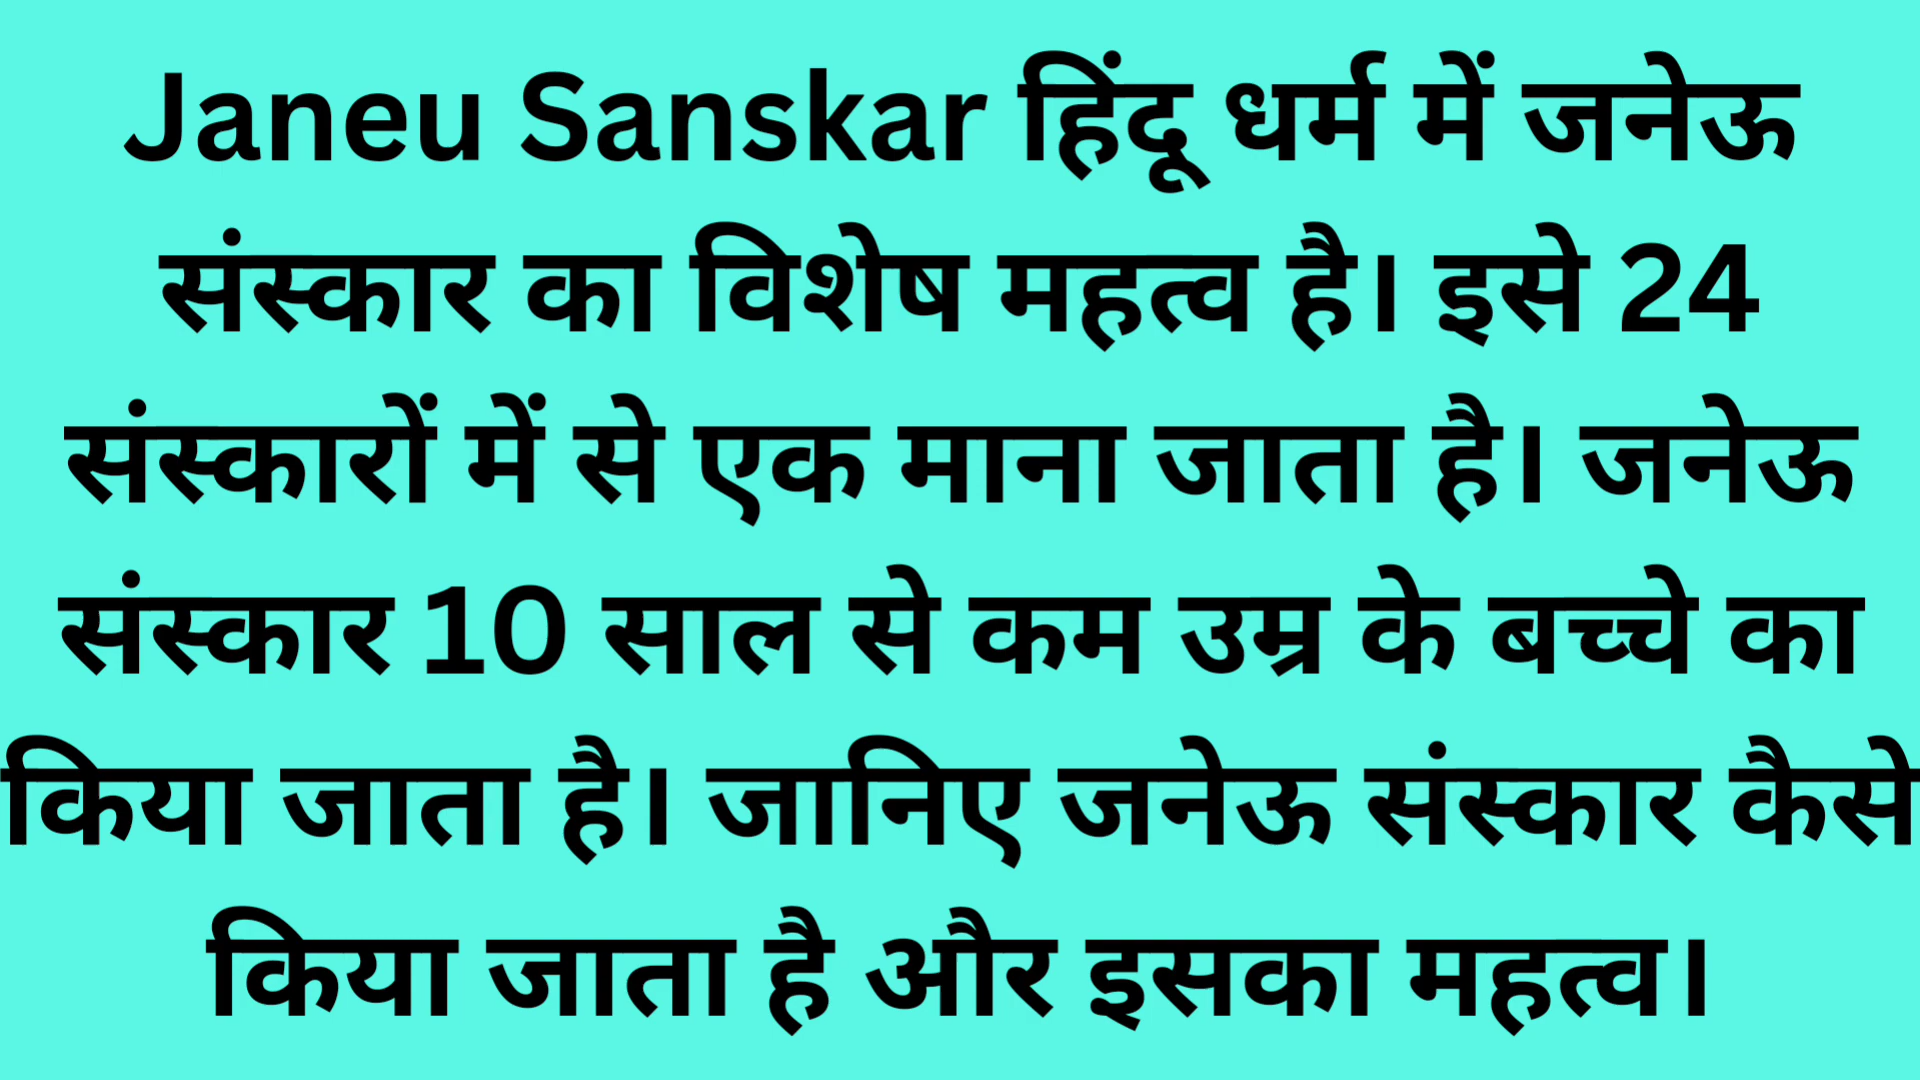 Janeu Sanskar हिंदू धर्म में जनेऊ
संस्कार का विशेष महत्व है। इसे 24
संस्कारों में से एक माना जाता है। जनेऊ
संस्कार 10 साल से कम उम्र के बच्चे का
किया जाता है। जानिए जनेऊ संस्कार कैसे
किया जाता है और इसका महत्व।